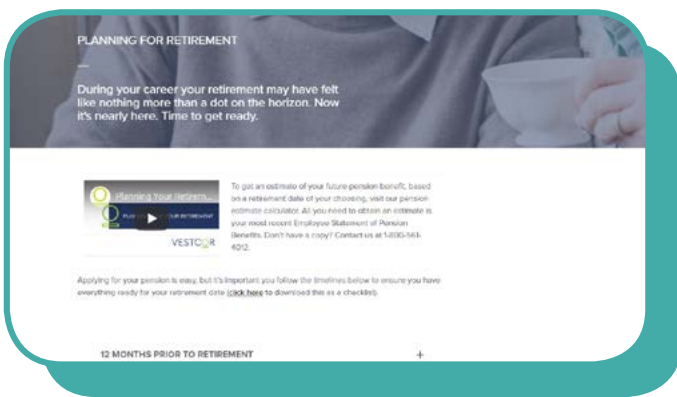 PLANNING FOR RETIREMENT
During your career your retirement may have felt
like nothing more than a dot on the horizon. Now
it's nearly here. Time to get ready.
Planning Your Retirem...
YOUR RETIREMENT
VESTCOR
To get an estimate of your future pension benefit, based
on a retirement date of your choosing, visit our pension
estimate calculator. All you need to obtain an estimate is
your most recent Employee Statement of Pension
Benefits. Don't have a copy? Contact us at 1-800-561-
4012.
Applying for your pension is easy, but it's important you follow the timelines below to ensure you have
everything ready for your retirement date (click here to download this as a checklist).
12 MONTHS PRIOR TO RETIREMENT +